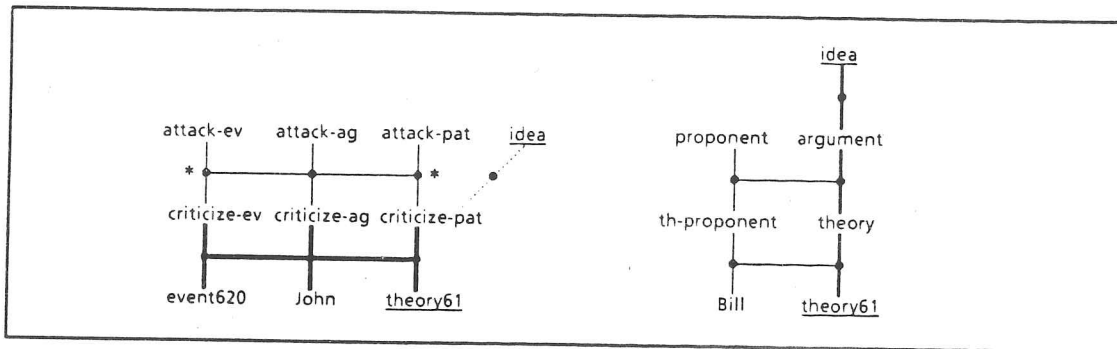 idea
attack-ev attack-ag attack-pat idea
proponent argument
* *
criticize-ev criticize-ag criticize-pat
th-proponent theory
event620 John theory61
Bill theory61